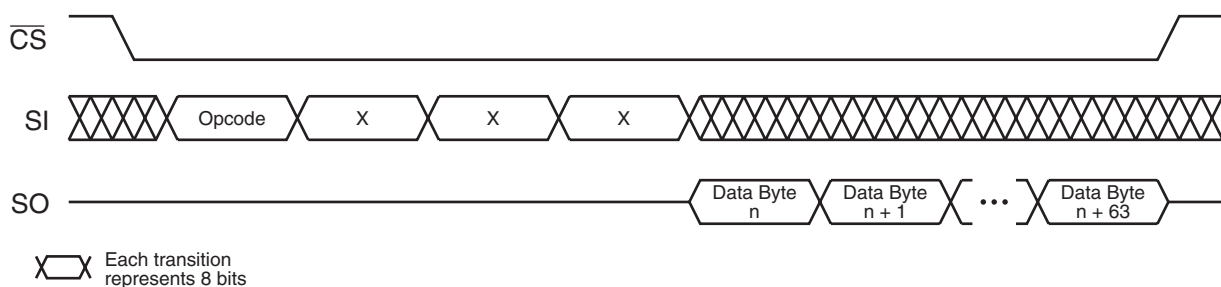 CS
SI
Opcode
X
X
X
SO
Data Byte
n
Data Byte
n + 1
•••
Data Byte
n + 63
Each transition
represents 8 bits